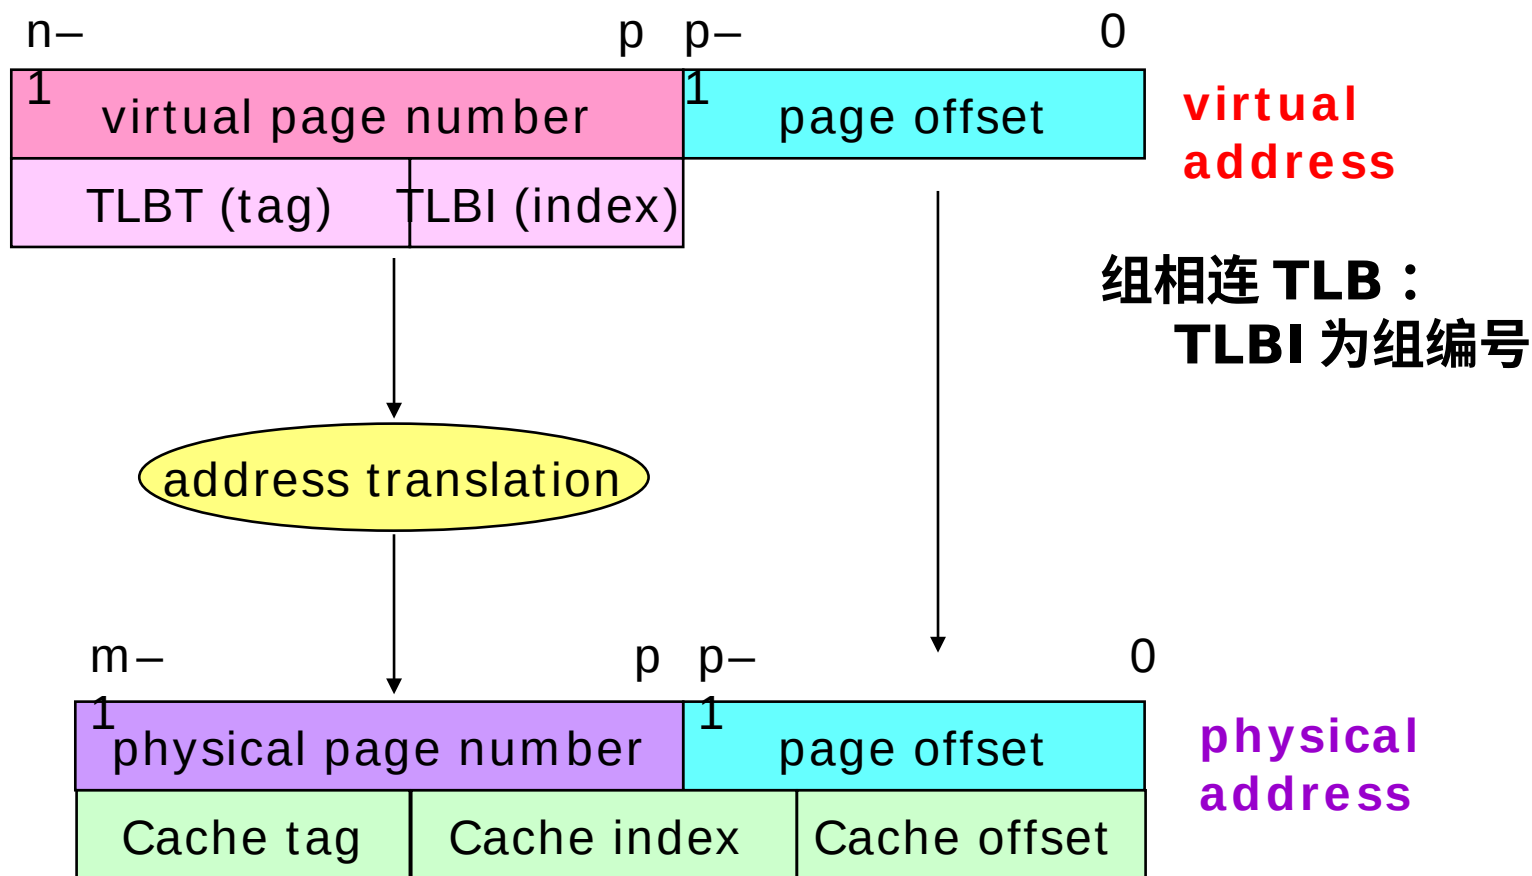 n–1 p p–1 0
virtual page number page offset
virtual
address
TLBT (tag) TLBI (index)
组相连 TLB：
TLBI 为组编号
address translation
m–1 p p–1 0
physical page number page offset
physical
address
Cache tag Cache index Cache offset